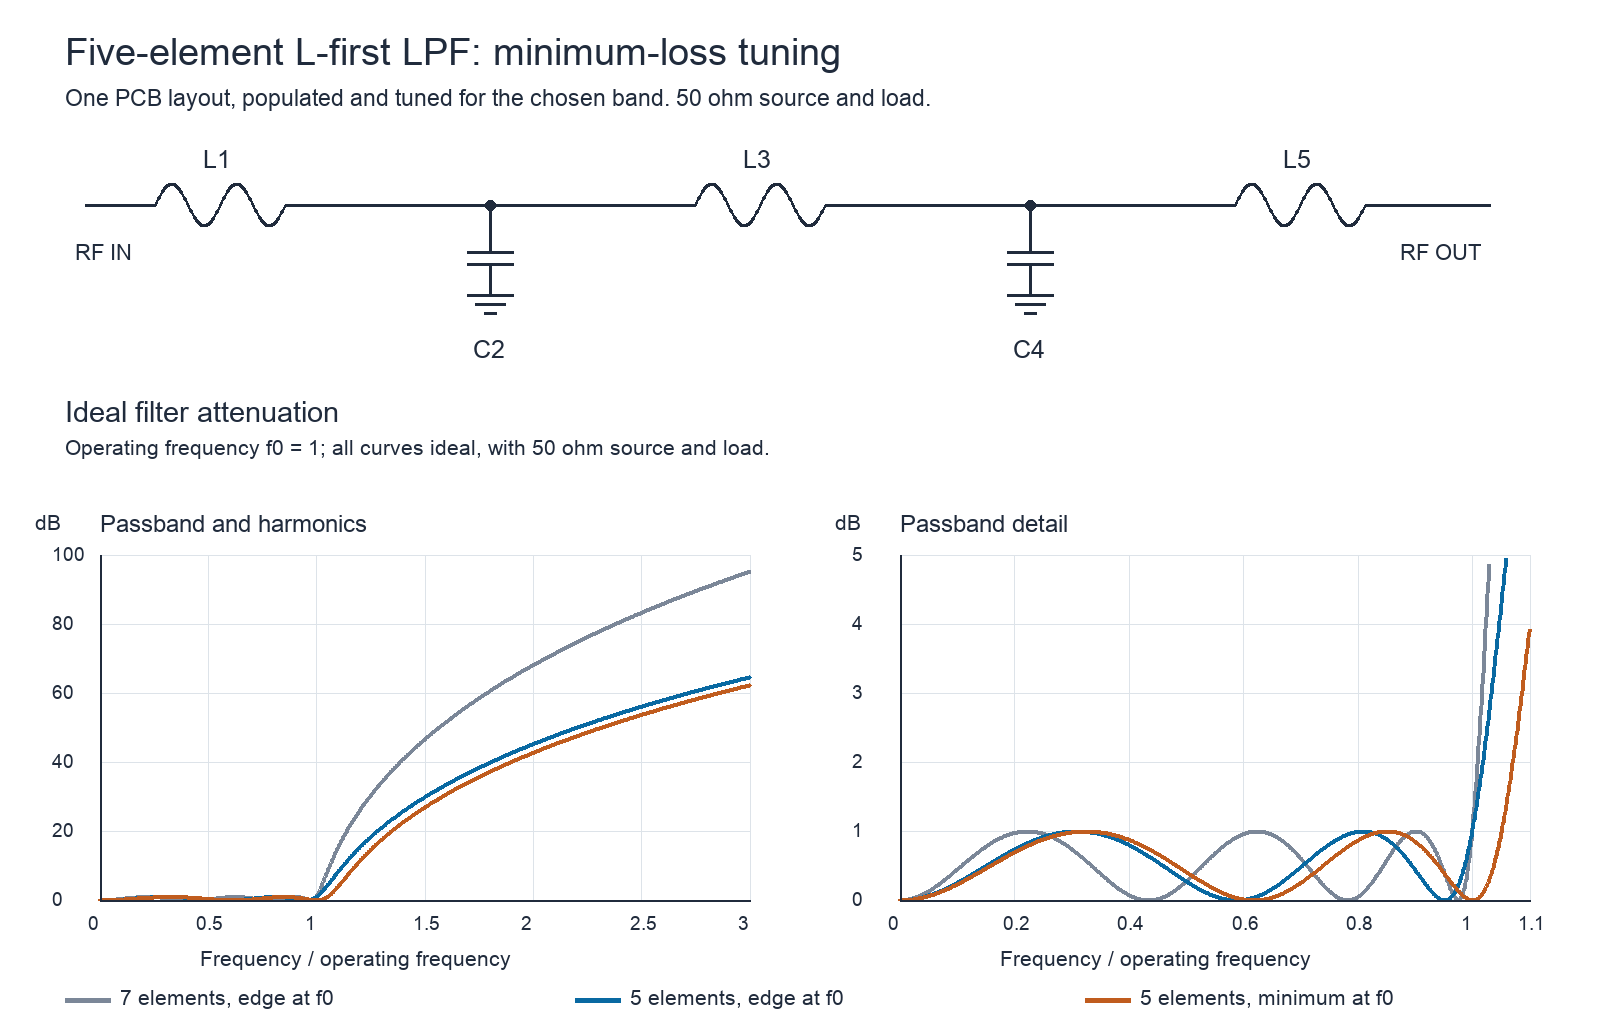 Five-element L-first LPF: minimum-loss tuning
One PCB layout, populated and tuned for the chosen band. 50 ohm source and load.
L1
L3
L5
RF IN
RF OUT
C2
C4
Ideal filter attenuation
Operating frequency f0 = 1; all curves ideal, with 50 ohm source and load.
dB
Passband and harmonics
100
80
60
40
20
0
0 0.5 1 1.5 2 2.5 3
Frequency / operating frequency
dB
Passband detail
5
4
3
2
1
0
0 0.2 0.4 0.6 0.8 1 1.1
Frequency / operating frequency
7 elements, edge at f0
5 elements, edge at f0
5 elements, minimum at f0